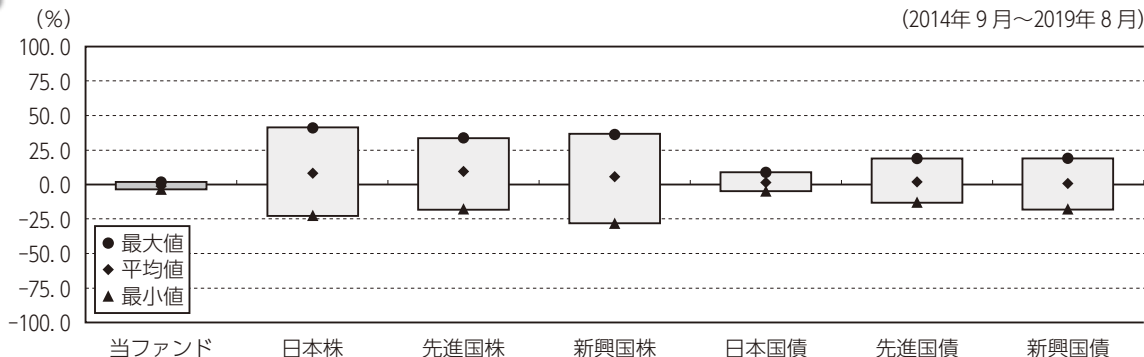 (%)
(2014年9月～2019年8月)
100.0
75.0
50.0
25.0
0.0
-25.0
-50.0
-75.0
-100.0
最大値
平均値
最小値
当ファンド 日本株 先進国株 新興国株 日本国債 先進国債 新興国債